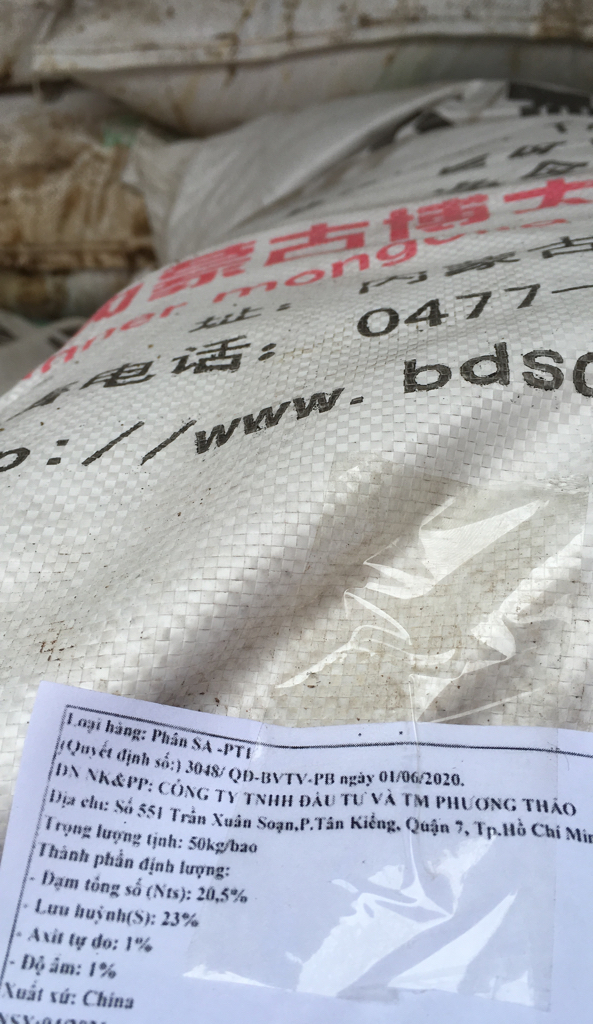 蒙古博大
nner mongo
址: 内蒙古
电话: 0477-
p://www.bdsd
Loại hàng: Phân SA -PT1
(Quyết định số:) 3048/ QĐ-BVTV-PB ngày 01/06/2020.
DN NK&PP: CÔNG TY TNHH ĐẦU TƯ VÀ TM PHƯƠNG THẢO
Địa chỉ: Số 551 Trần Xuân Soạn,P.Tân Kiểng, Quận 7, Tp.Hồ Chí Min
Trọng lượng tịnh: 50kg/bao
Thành phần định lượng:
- Đạm tổng số (Nts): 20,5%
- Lưu huỳnh(S): 23%
- Axit tự do: 1%
- Độ ẩm: 1%
Xuất xứ: China